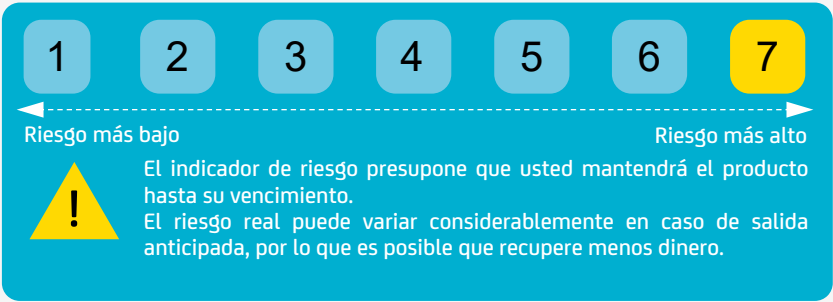 1 2 3 4 5 6 7
Riesgo más bajo Riesgo más alto
El indicador de riesgo presupone que usted mantendrá el producto
hasta su vencimiento.
El riesgo real puede variar considerablemente en caso de salida
anticipada, por lo que es posible que recupere menos dinero.
!